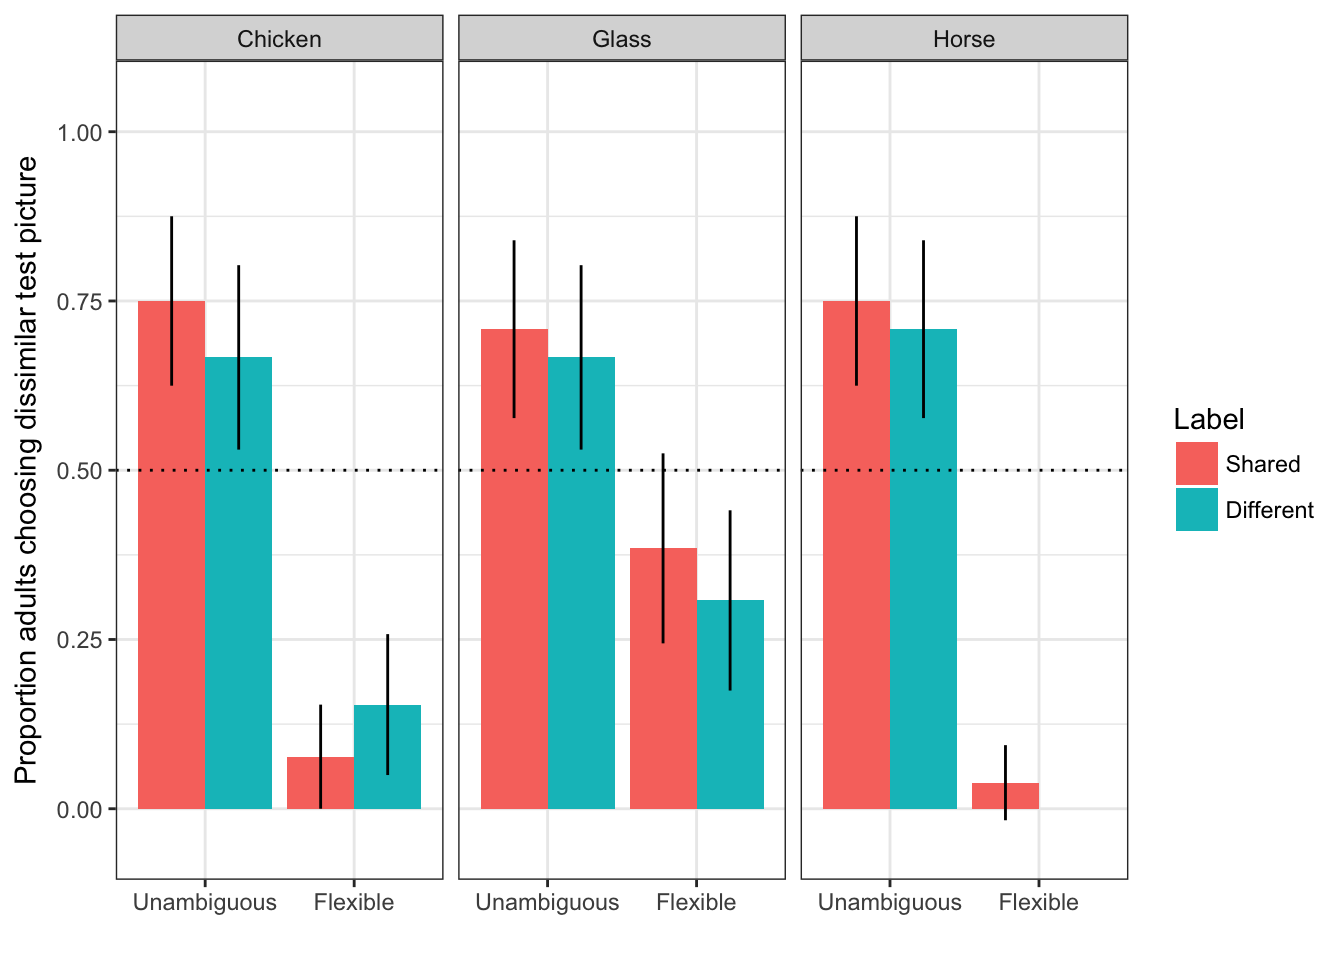 Chicken
Glass
Horse
Proportion adults choosing dissimilar test picture
1.00
0.75
0.50
0.25
0.00
Unambiguous Flexible
Unambiguous Flexible
Unambiguous Flexible
Label
Shared
Different